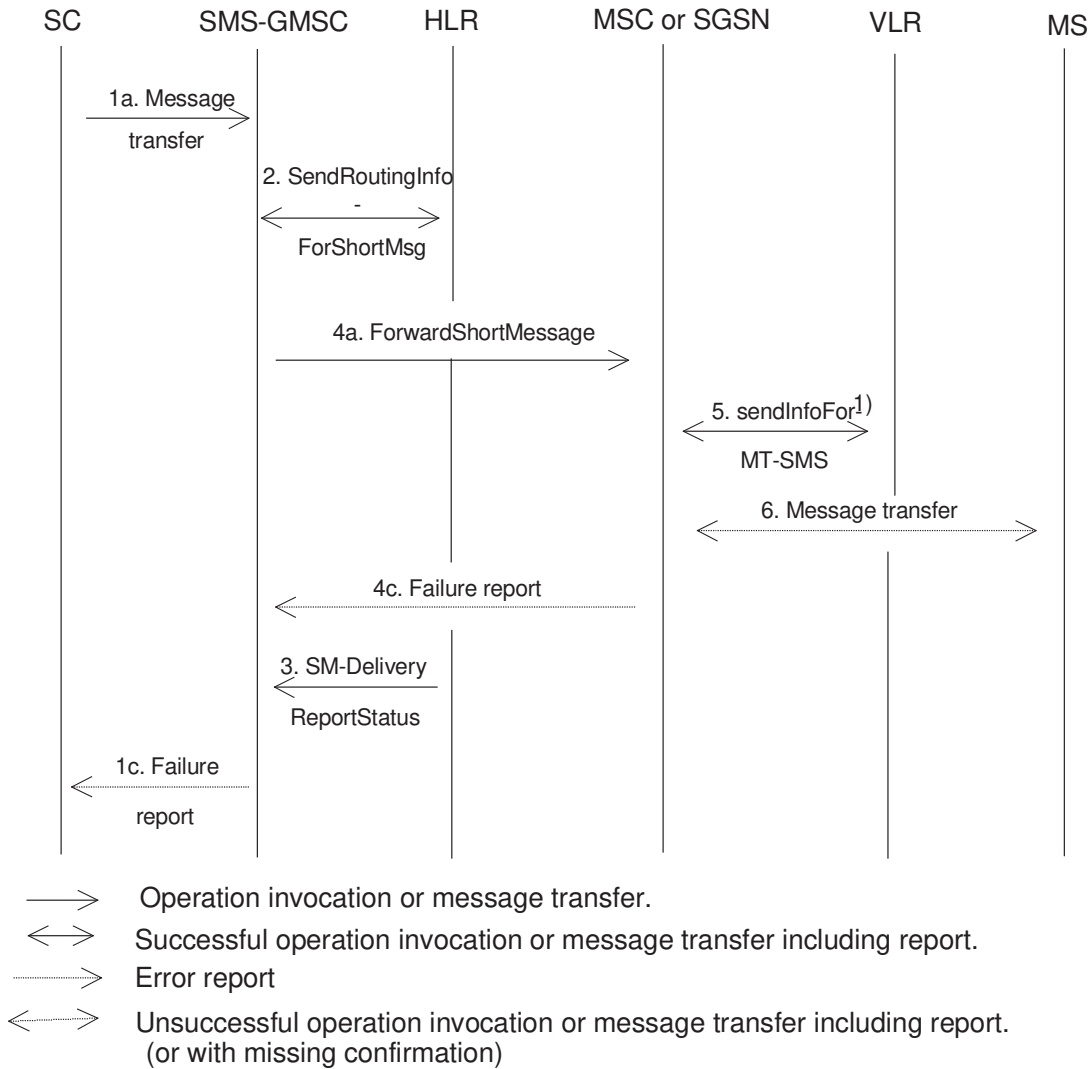 SC SMS-GMSC HLR MSC or SGSN VLR MS
1a. Message
transfer
2. SendRoutingInfo
-
ForShortMsg
4a. ForwardShortMessage
5. sendInfoFor1)
MT-SMS
6. Message transfer
4c. Failure report
3. SM-Delivery
ReportStatus
1c. Failure
report
Operation invocation or message transfer.
Successful operation invocation or message transfer including report.
Error report
Unsuccessful operation invocation or message transfer including report.
(or with missing confirmation)